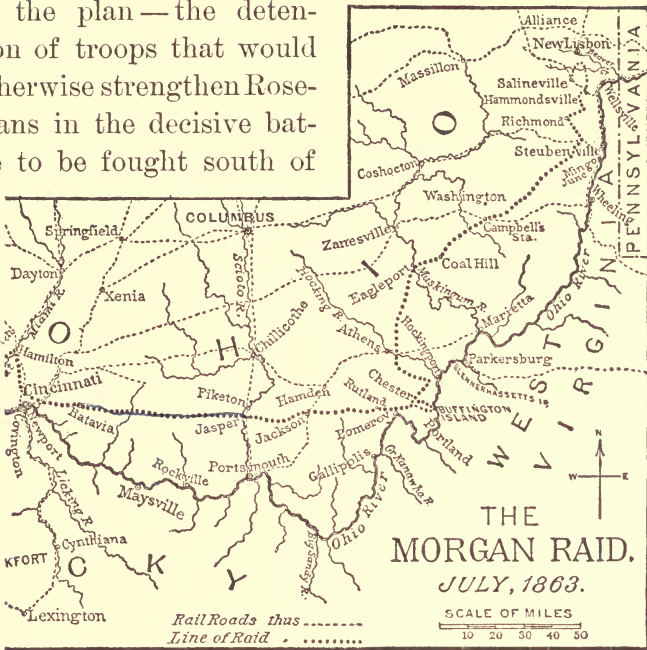 the plan — the deten-
on of troops that would
herwise strengthen Rose-
ans in the decisive bat-
e to be fought south of
Alliance
New Lisbon
Beaver
Massillon
Salineville
Hammondsville
Wellsville
Richmond
O
Steubenville
Coshocton
Mingo
Junc.
PENNSYLVANIA
Washington
Wheeling
COLUMBUS
Springfield
Zanesville
Campbell's
Sta.
Dayton
Scioto R.
I
Coal Hill
Eagleport
Muskingum R.
Xenia
Hocking R.
Ohio River
Miami R.
Marietta
O
H
Chillicothe
Athens
Hockingport
Hamilton
Parkersburg
BLENNERHASSETTS IS.
Cincinnati
Piketon
Hamden
Rutland
Chester
BUFFINGTON
ISLAND
WEST
VIRGINIA
Batavia
Jasper
Jackson
Pomeroy
Portland
Covington
Newport
Rockville
Portsmouth
Gallipolis
Gt. Kanawha R.
Licking R.
Maysville
Ohio River
N
W E
S
THE
MORGAN RAID.
JULY, 1863.
KFORT
Cynthiana
C K Y
Big Sandy R.
Lexington
SCALE OF MILES
10 20 30 40 50
Rail Roads thus
Line of Raid .